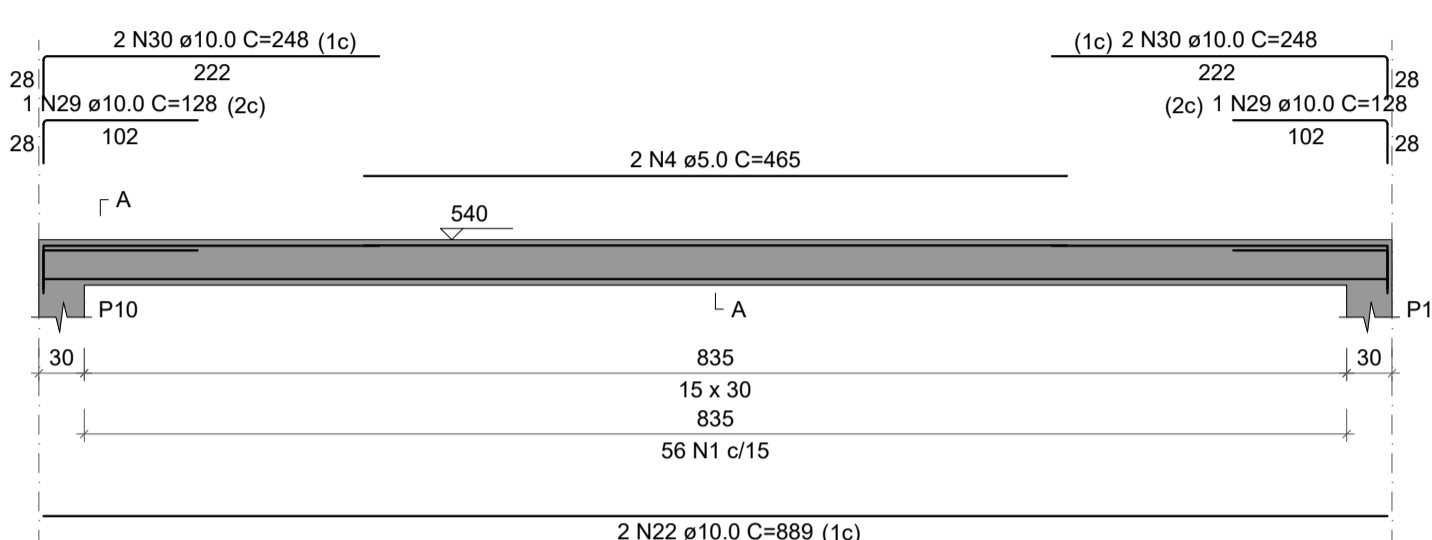 2 N30 ø10.0 C=248 (1c)
(1c) 2 N30 ø10.0 C=248
28
222
222
28
1 N29 ø10.0 C=128 (2c)
(2c) 1 N29 ø10.0 C=128
28
102
102
28
2 N4 ø5.0 C=465
A
540
P10
A
P1
30
835
30
15 x 30
835
56 N1 c/15
2 N22 ø10.0 C=889 (1c)